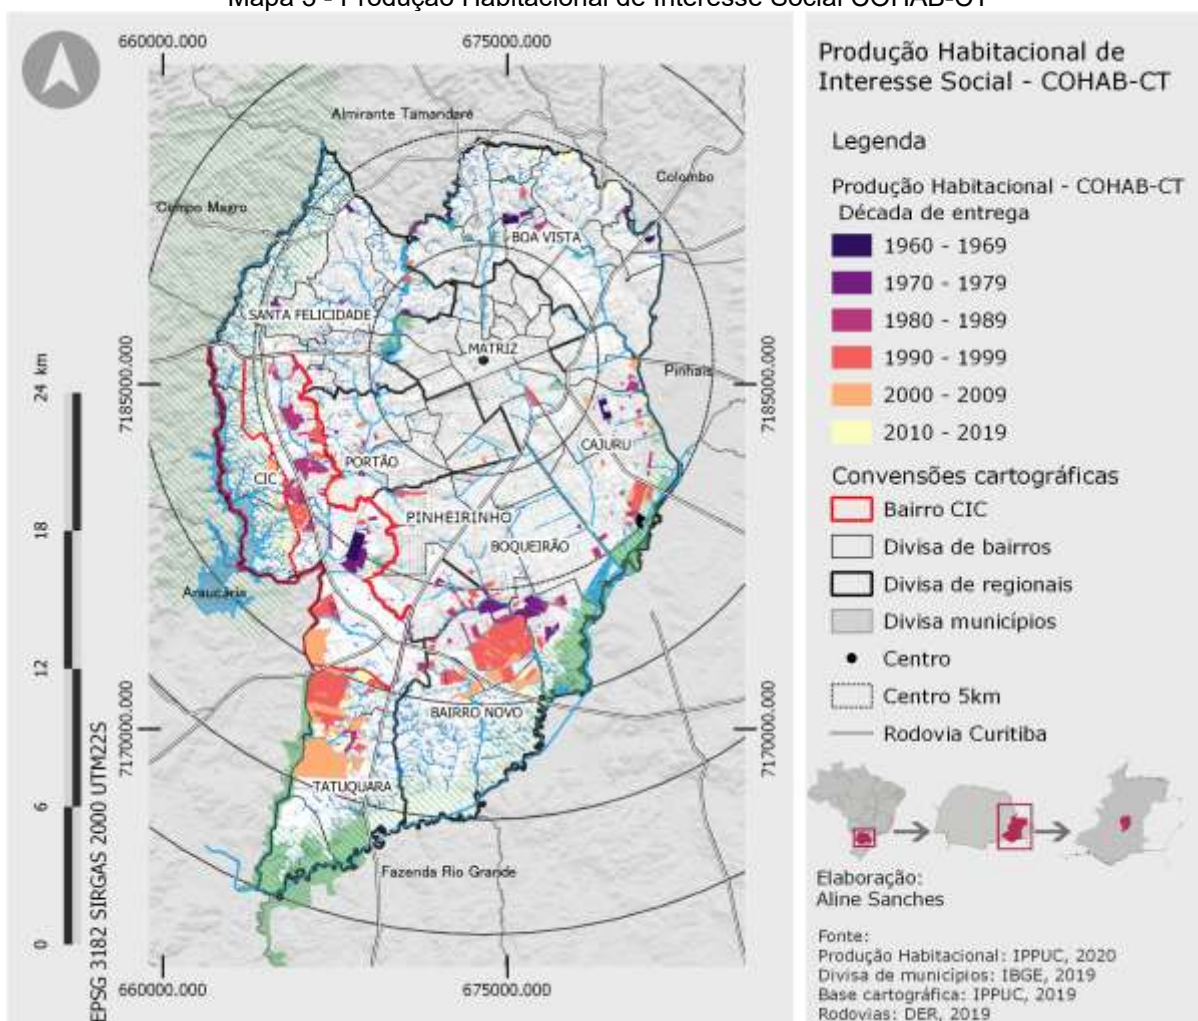 Mapa 3 - Produção Habitacional de Interesse Social COHAB-CT
660000.000
675000.000
Almirante Tamandaré
Colombo
Campo Magro
BOA VISTA
SANTA FELICIDADE
MATRIZ
Pinhais
7185000.000
7185000.000
CAJURU
PORTÃO
CIC
PINHEIRINHO
BOQUEIRÃO
Araucária
BAIRRO NOVO
7170000.000
7170000.000
TATUQUARA
Fazenda Rio Grande
660000.000
675000.000
24 km
18
12
6
0
EPSG 3182 SIRGAS 2000 UTM22S
Produção Habitacional de
Interesse Social - COHAB-CT
Legenda
Produção Habitacional - COHAB-CT
Década de entrega
1960 - 1969
1970 - 1979
1980 - 1989
1990 - 1999
2000 - 2009
2010 - 2019
Convensões cartográficas
Bairro CIC
Divisa de bairros
Divisa de regionais
Divisa municípios
Centro
Centro 5km
Rodovia Curitiba
Elaboração:
Aline Sanches
Fonte:
Produção Habitacional: IPPUC, 2020
Divisa de municípios: IBGE, 2019
Base cartográfica: IPPUC, 2019
Rodovias: DER, 2019